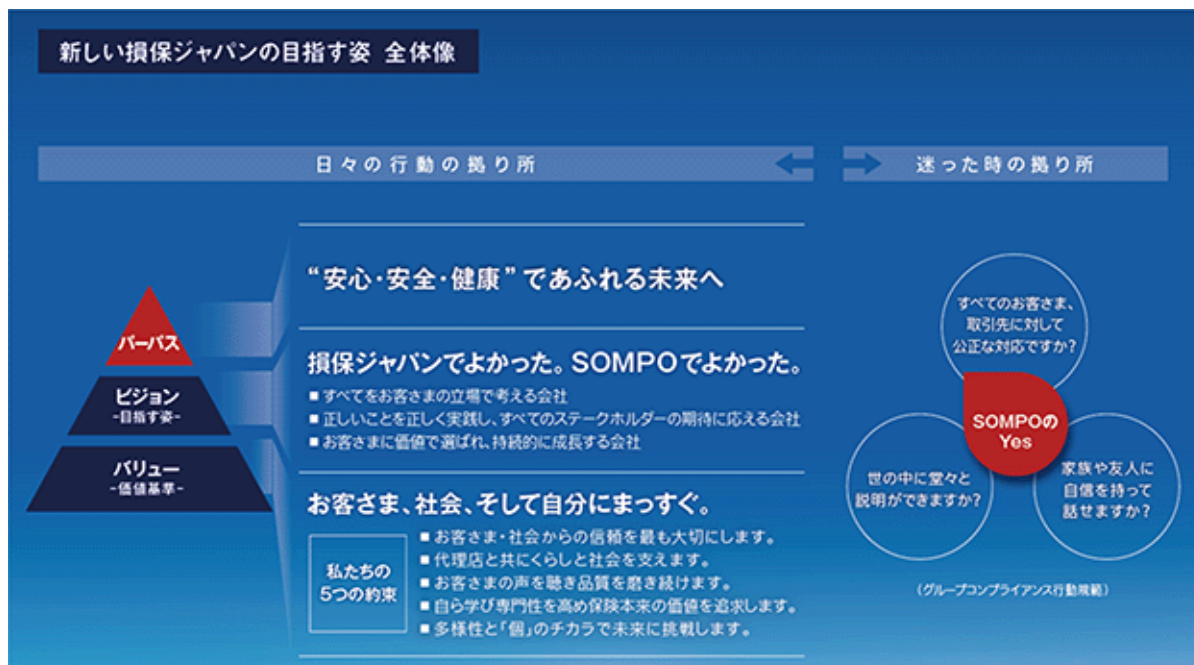 新しい損保ジャパンの目指す姿 全体像
日々の行動の拠り所
迷った時の拠り所
パーパス
“安心・安全・健康”であふれる未来へ
ビジョン
-目指す姿-
損保ジャパンでよかった。SOMPOでよかった。
■ すべてをお客さまの立場で考える会社
■ 正しいことを正しく実践し、すべてのステークホルダーの期待に応える会社
■ お客さまに価値で選ばれ、持続的に成長する会社
バリュー
-価値基準-
お客さま、社会、そして自分にまっすぐ。
私たちの
5つの約束
■ お客さま・社会からの信頼を最も大切にします。
■ 代理店と共にくらしと社会を支えます。
■ お客さまの声を聴き品質を磨き続けます。
■ 自ら学び専門性を高め保険本来の価値を追求します。
■ 多様性と「個」のチカラで未来に挑戦します。
すべてのお客さま、
取引先に対して
公正な対応ですか?
SOMPOの
Yes
世の中に堂々と
説明ができますか?
家族や友人に
自信を持って
話せますか?
(グループコンプライアンス行動規範)